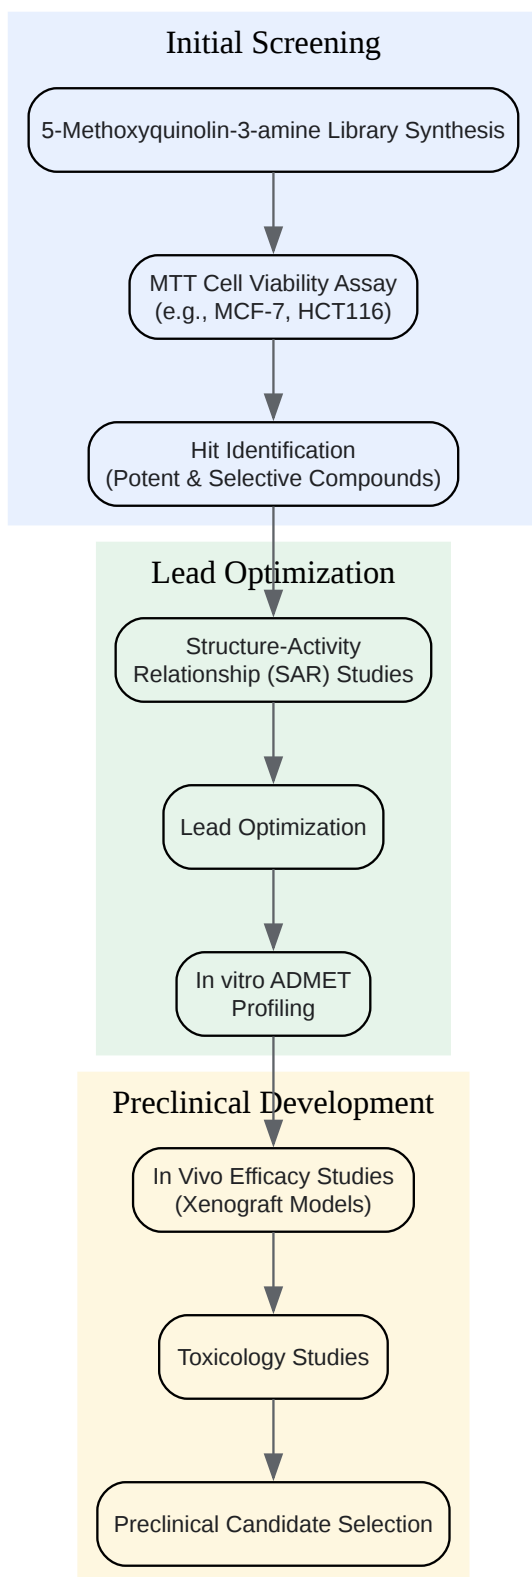 Initial Screening
5-Methoxyquinolin-3-amine Library Synthesis
MTT Cell Viability Assay
(e.g., MCF-7, HCT116)
Hit Identification
(Potent & Selective Compounds)
Lead Optimization
Structure-Activity
Relationship (SAR) Studies
Lead Optimization
In vitro ADMET
Profiling
Preclinical Development
In Vivo Efficacy Studies
(Xenograft Models)
Toxicology Studies
Preclinical Candidate Selection